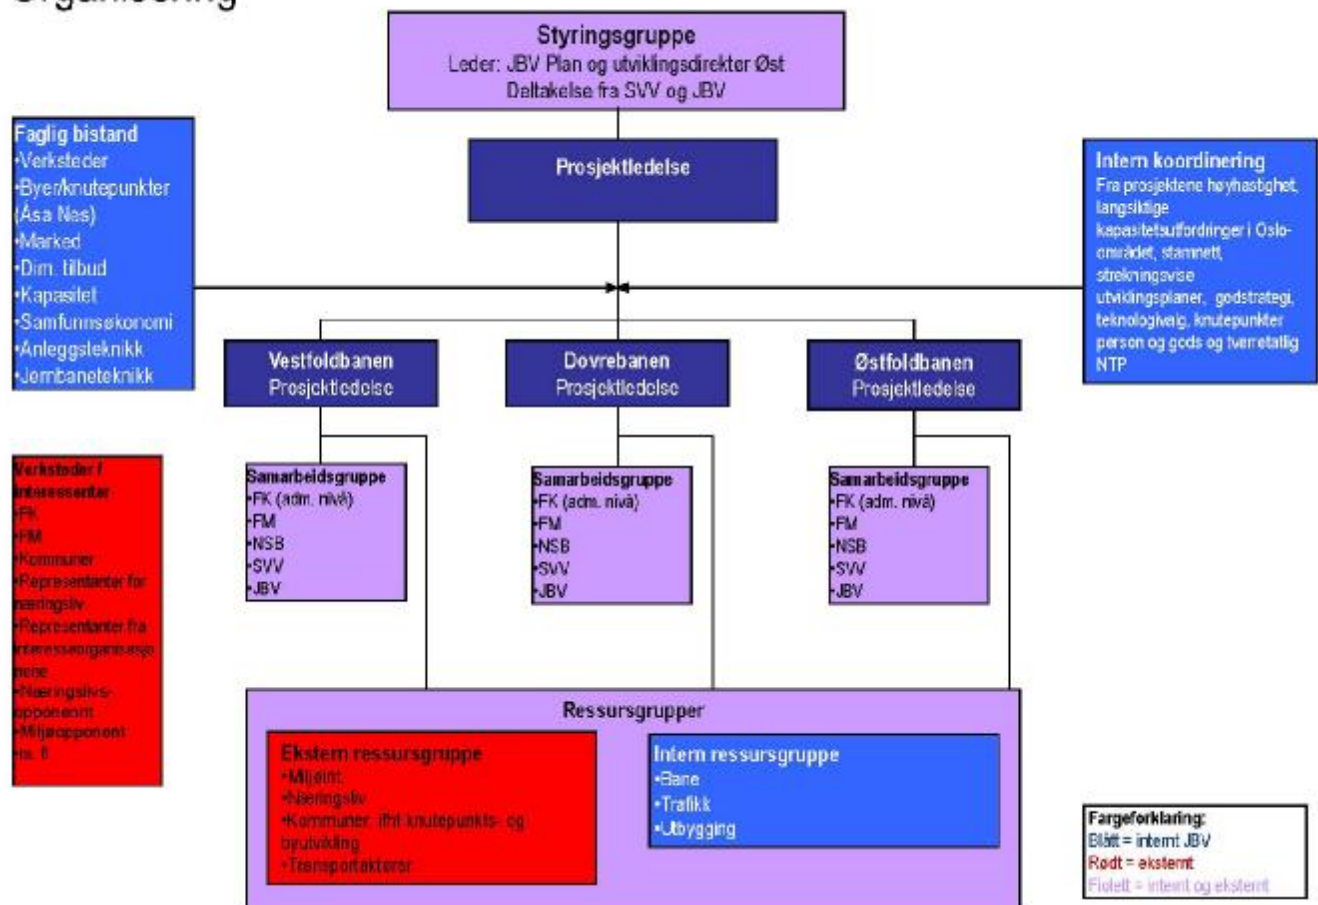 Organisering
Styringsgruppe
Leder: JBV Plan og utviklingsdirektør Øst
Deltakelse fra SVV og JBV
Faglig bistand
•Verksteder
•Byer/knutepunkter
(Åsa Nes)
•Marked
•Dim. tilbud
•Kapasitet
•Samfunnsøkonomi
•Anleggsteknikk
•Jernbaneteknikk
Prosjektledelse
Intern koordinering
Fra prosjektene høyhastighet,
langsiktige
kapasitetsutfordringer i Oslo-
området, stamnett,
strekningsvise
utviklingsplaner, godstrategi,
teknologivalg, knutepunkter
person og gods og tverretatlig
NTP
Vestfoldbanen
Prosjektledelse
Dovrebanen
Prosjektledelse
Østfoldbanen
Prosjektledelse
Verksteder /
interessenter
•FK
•FM
•Kommuner
•Representanter for
næringsliv
•Representanter fra
interesseorganisasjo
nene
•Næringslivs-
opponennt
•Miljøopponent
Samarbeidsgruppe
•FK (adm. nivå)
•FM
•NSB
•SVV
•JBV
Samarbeidsgruppe
•FK (adm. nivå)
•FM
•NSB
•SVV
•JBV
Samarbeidsgruppe
•FK (adm. nivå)
•FM
•NSB
•SVV
•JBV
Ressursgrupper
Ekstern ressursgruppe
•Miljøint.
•Næringsliv
•Kommuner, ifht knutepunkts- og
byutvikling
•Transportaktører
Intern ressursgruppe
•Bane
•Trafikk
•Utbygging
Fargeforklaring:
Blått = internt JBV
Rødt = eksternt
Fiolett = internt og eksternt